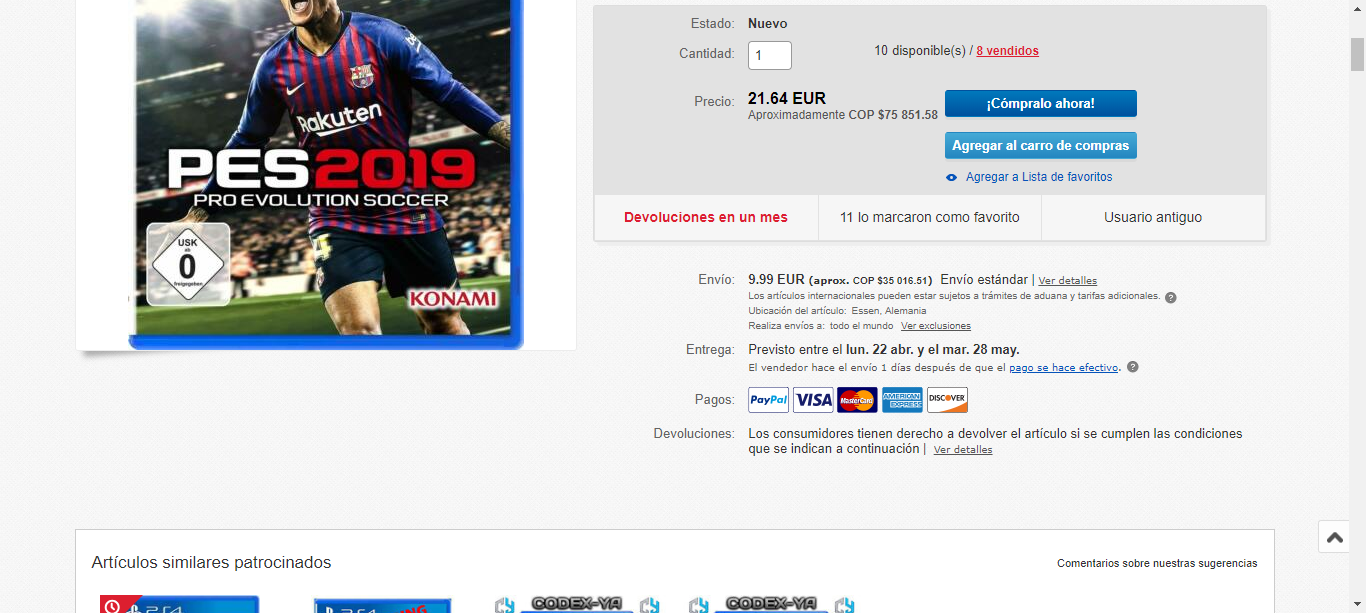 Rakuten
PES2019
PRO EVOLUTION SOCCER
USK
ab
0
freigegeben
KONAMI
Estado: Nuevo
Cantidad: 1 10 disponible(s) / 8 vendidos
Precio: 21.64 EUR ¡Cómpralo ahora!
Aproximadamente COP $75 851.58
Agregar al carro de compras
Agregar a Lista de favoritos
Devoluciones en un mes 11 lo marcaron como favorito Usuario antiguo
Envío: 9.99 EUR (aprox. COP $35 016.51) Envío estándar | Ver detalles
Los artículos internacionales pueden estar sujetos a trámites de aduana y tarifas adicionales. ?
Ubicación del artículo: Essen, Alemania
Realiza envíos a: todo el mundo Ver exclusiones
Entrega: Previsto entre el lun. 22 abr. y el mar. 28 may.
El vendedor hace el envío 1 días después de que el pago se hace efectivo. ?
Pagos: PayPal VISA MasterCard AMERICAN EXPRESS DISCOVER
Devoluciones: Los consumidores tienen derecho a devolver el artículo si se cumplen las condiciones
que se indican a continuación | Ver detalles
Artículos similares patrocinados Comentarios sobre nuestras sugerencias
PS4 PS4 CODEX-YA CODEX-YA